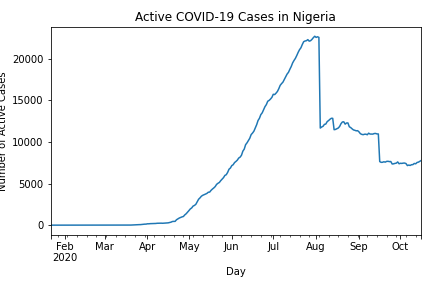 Active COVID-19 Cases in Nigeria
Number of Active Cases
20000
15000
10000
5000
0
Feb Mar Apr May Jun Jul Aug Sep Oct
2020
Day